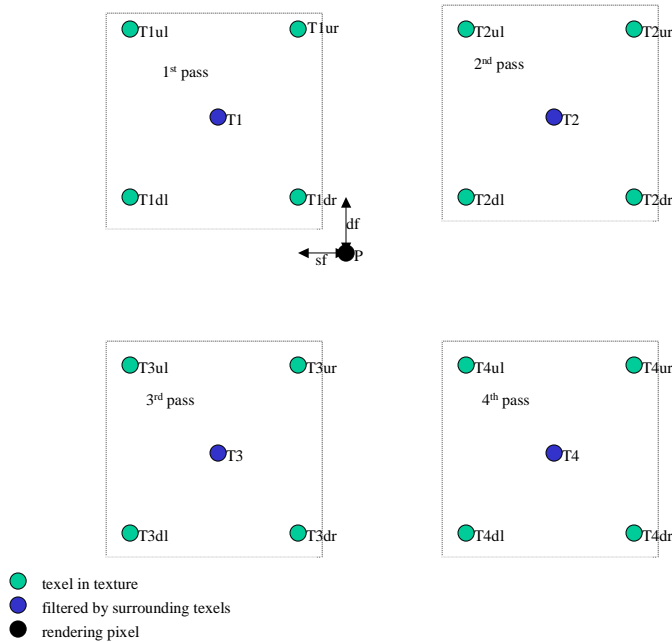 T1ul T1ur T2ul T2ur
1st pass 2nd pass
T1 T2
T1dl T1dr T2dl T2dr
df
sf P
T3ul T3ur T4ul T4ur
3rd pass 4th pass
T3 T4
T3dl T3dr T4dl T4dr
texel in texture
filtered by surrounding texels
rendering pixel